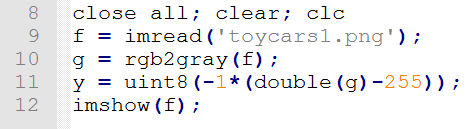 8 close all; clear; clc
9 f = imread('toycars1.png');
10 g = rgb2gray(f);
11 y = uint8(-1*(double(g)-255));
12 imshow(f);